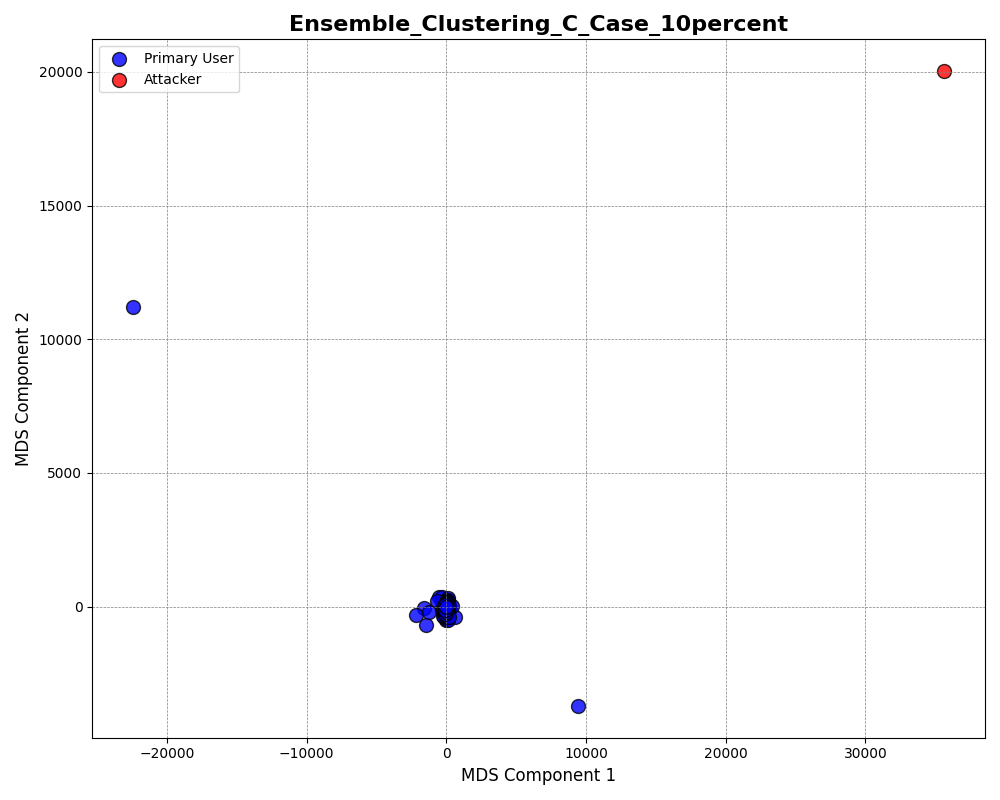 Ensemble_Clustering_C_Case_10percent
Primary User
Attacker
20000
15000
10000
5000
0
MDS Component 2
−20000
−10000
0
10000
20000
30000
MDS Component 1